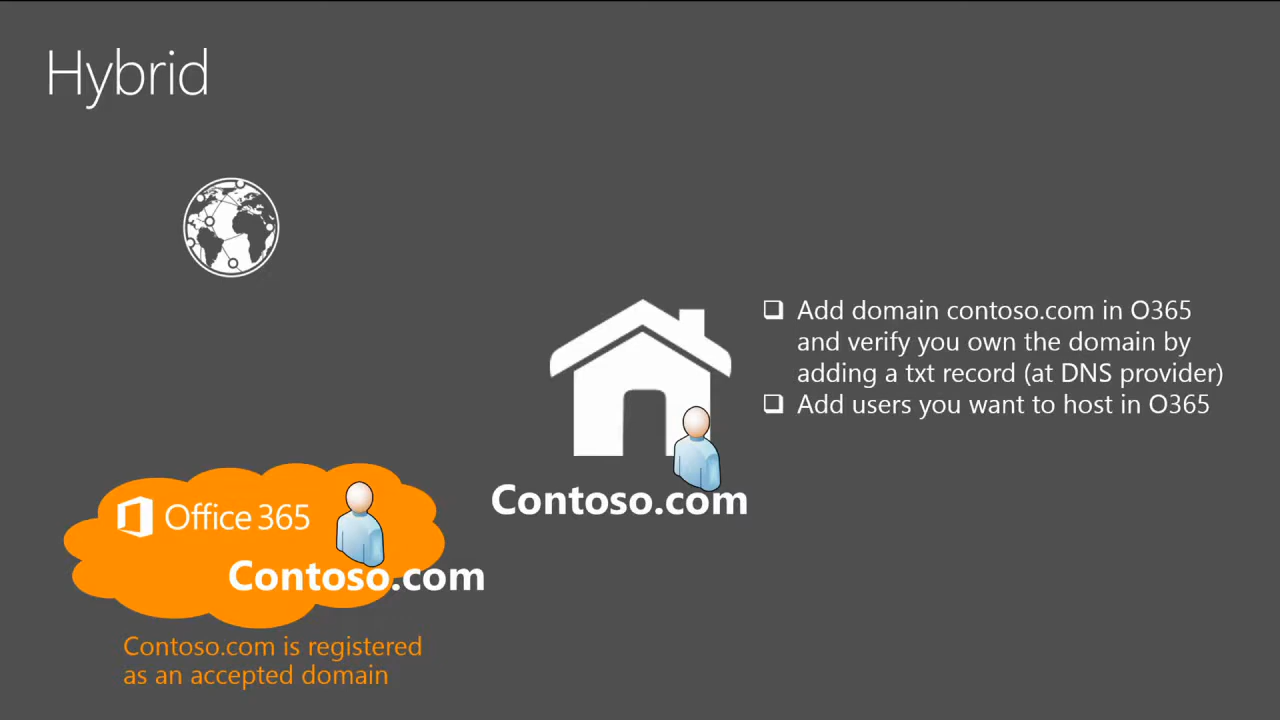 Hybrid
❑ Add domain contoso.com in O365
and verify you own the domain by
adding a txt record (at DNS provider)
❑ Add users you want to host in O365
Contoso.com
Office 365
Contoso.com
Contoso.com is registered
as an accepted domain